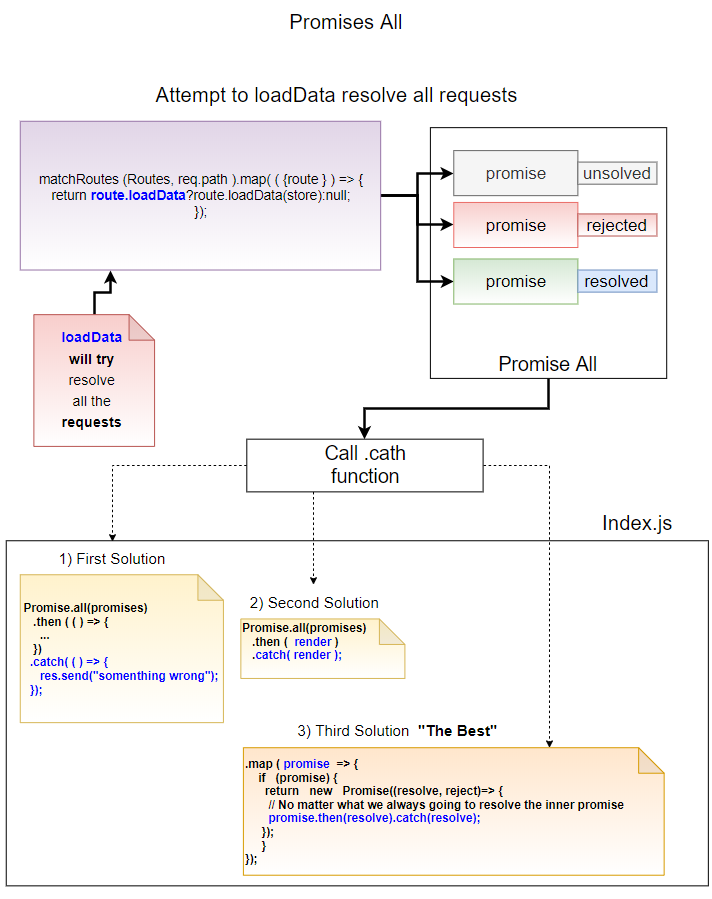 Promises All
Attempt to loadData resolve all requests
matchRoutes (Routes, req.path ).map( ( {route } ) => {
return route.loadData?route.loadData(store):null;
});
promise
unsolved
promise
rejected
promise
resolved
Promise All
loadData
will try
resolve
all the
requests
Call .cath
function
Index.js
1) First Solution
Promise.all(promises)
.then ( ( ) => {
...
})
.catch( ( ) => {
res.send("somenthing wrong");
});
2) Second Solution
Promise.all(promises)
.then ( render )
.catch( render );
3) Third Solution "The Best"
.map ( promise => {
if (promise) {
return new Promise((resolve, reject)=> {
// No matter what we always going to resolve the inner promise
promise.then(resolve).catch(resolve);
});
}
});